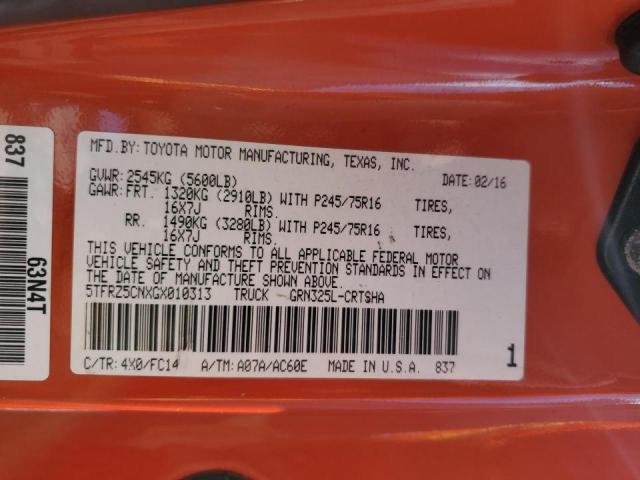 837
63N4T
MFD.BY:TOYOTA MOTOR MANUFACTURING, TEXAS, INC.
GVWR:2545KG (5600LB) DATE:02/16
GAWR:FRT. 1320KG (2910LB) WITH P245/75R16 TIRES,
16X7J RIMS.
RR. 1490KG (3280LB) WITH P245/75R16 TIRES,
16X7J RIMS.
THIS VEHICLE CONFORMS TO ALL APPLICABLE FEDERAL MOTOR
VEHICLE SAFETY AND THEFT PREVENTION STANDARDS IN EFFECT ON
THE DATE OF MANUFACTURE SHOWN ABOVE.
5TFRZ5CNXGX010313 TRUCK GRN325L-CRTSHA
C/TR:4X0/FC14 A/TM:A07A/AC60E MADE IN U.S.A. 837
1